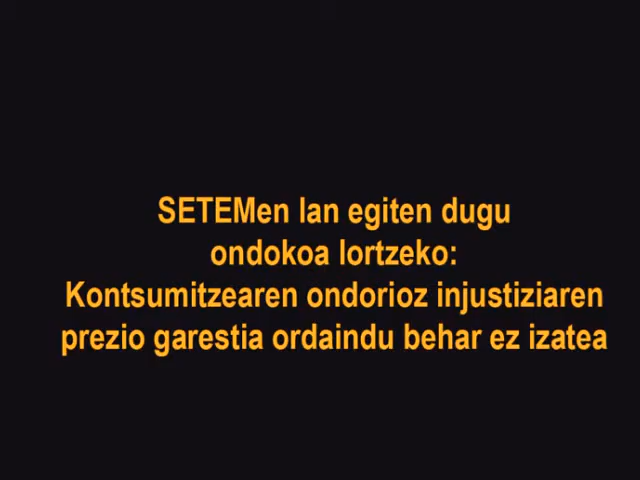 SETEMen lan egiten dugu
ondokoa lortzeko:
Kontsumitzearen ondorioz injustiziaren
prezio garestia ordaindu behar ez izatea